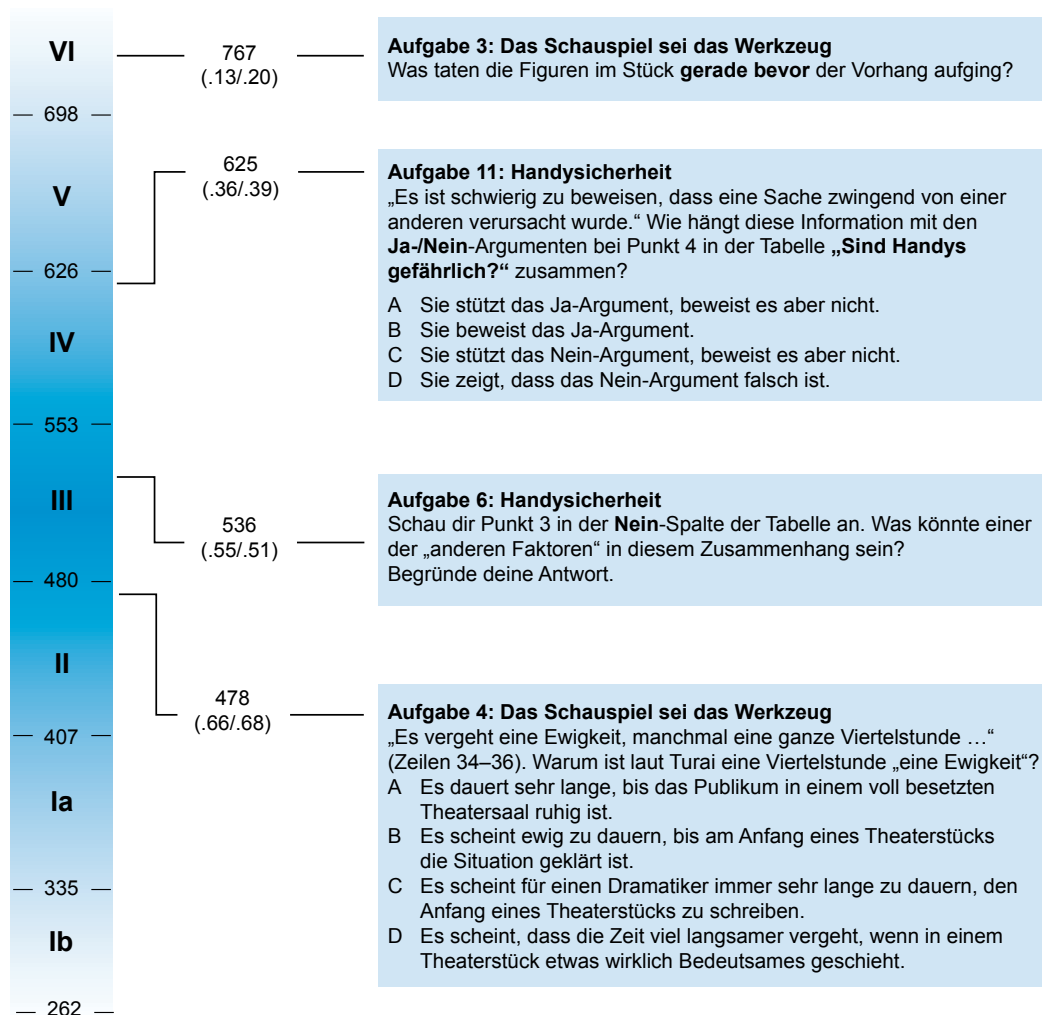 VI
767
(.13/.20)
Aufgabe 3: Das Schauspiel sei das Werkzeug
Was taten die Figuren im Stück gerade bevor der Vorhang aufging?
698
V
625
(.36/.39)
Aufgabe 11: Handysicherheit
„Es ist schwierig zu beweisen, dass eine Sache zwingend von einer
anderen verursacht wurde.“ Wie hängt diese Information mit den
Ja-/Nein-Argumenten bei Punkt 4 in der Tabelle „Sind Handys
gefährlich?“ zusammen?
A Sie stützt das Ja-Argument, beweist es aber nicht.
B Sie beweist das Ja-Argument.
C Sie stützt das Nein-Argument, beweist es aber nicht.
D Sie zeigt, dass das Nein-Argument falsch ist.
626
IV
553
III
536
(.55/.51)
Aufgabe 6: Handysicherheit
Schau dir Punkt 3 in der Nein-Spalte der Tabelle an. Was könnte einer
der „anderen Faktoren“ in diesem Zusammenhang sein?
Begründe deine Antwort.
480
II
478
(.66/.68)
Aufgabe 4: Das Schauspiel sei das Werkzeug
„Es vergeht eine Ewigkeit, manchmal eine ganze Viertelstunde …“
(Zeilen 34–36). Warum ist laut Turai eine Viertelstunde „eine Ewigkeit“?
A Es dauert sehr lange, bis das Publikum in einem voll besetzten
Theatersaal ruhig ist.
B Es scheint ewig zu dauern, bis am Anfang eines Theaterstücks
die Situation geklärt ist.
C Es scheint für einen Dramatiker immer sehr lange zu dauern, den
Anfang eines Theaterstücks zu schreiben.
D Es scheint, dass die Zeit viel langsamer vergeht, wenn in einem
Theaterstück etwas wirklich Bedeutsames geschieht.
407
Ia
335
Ib
262